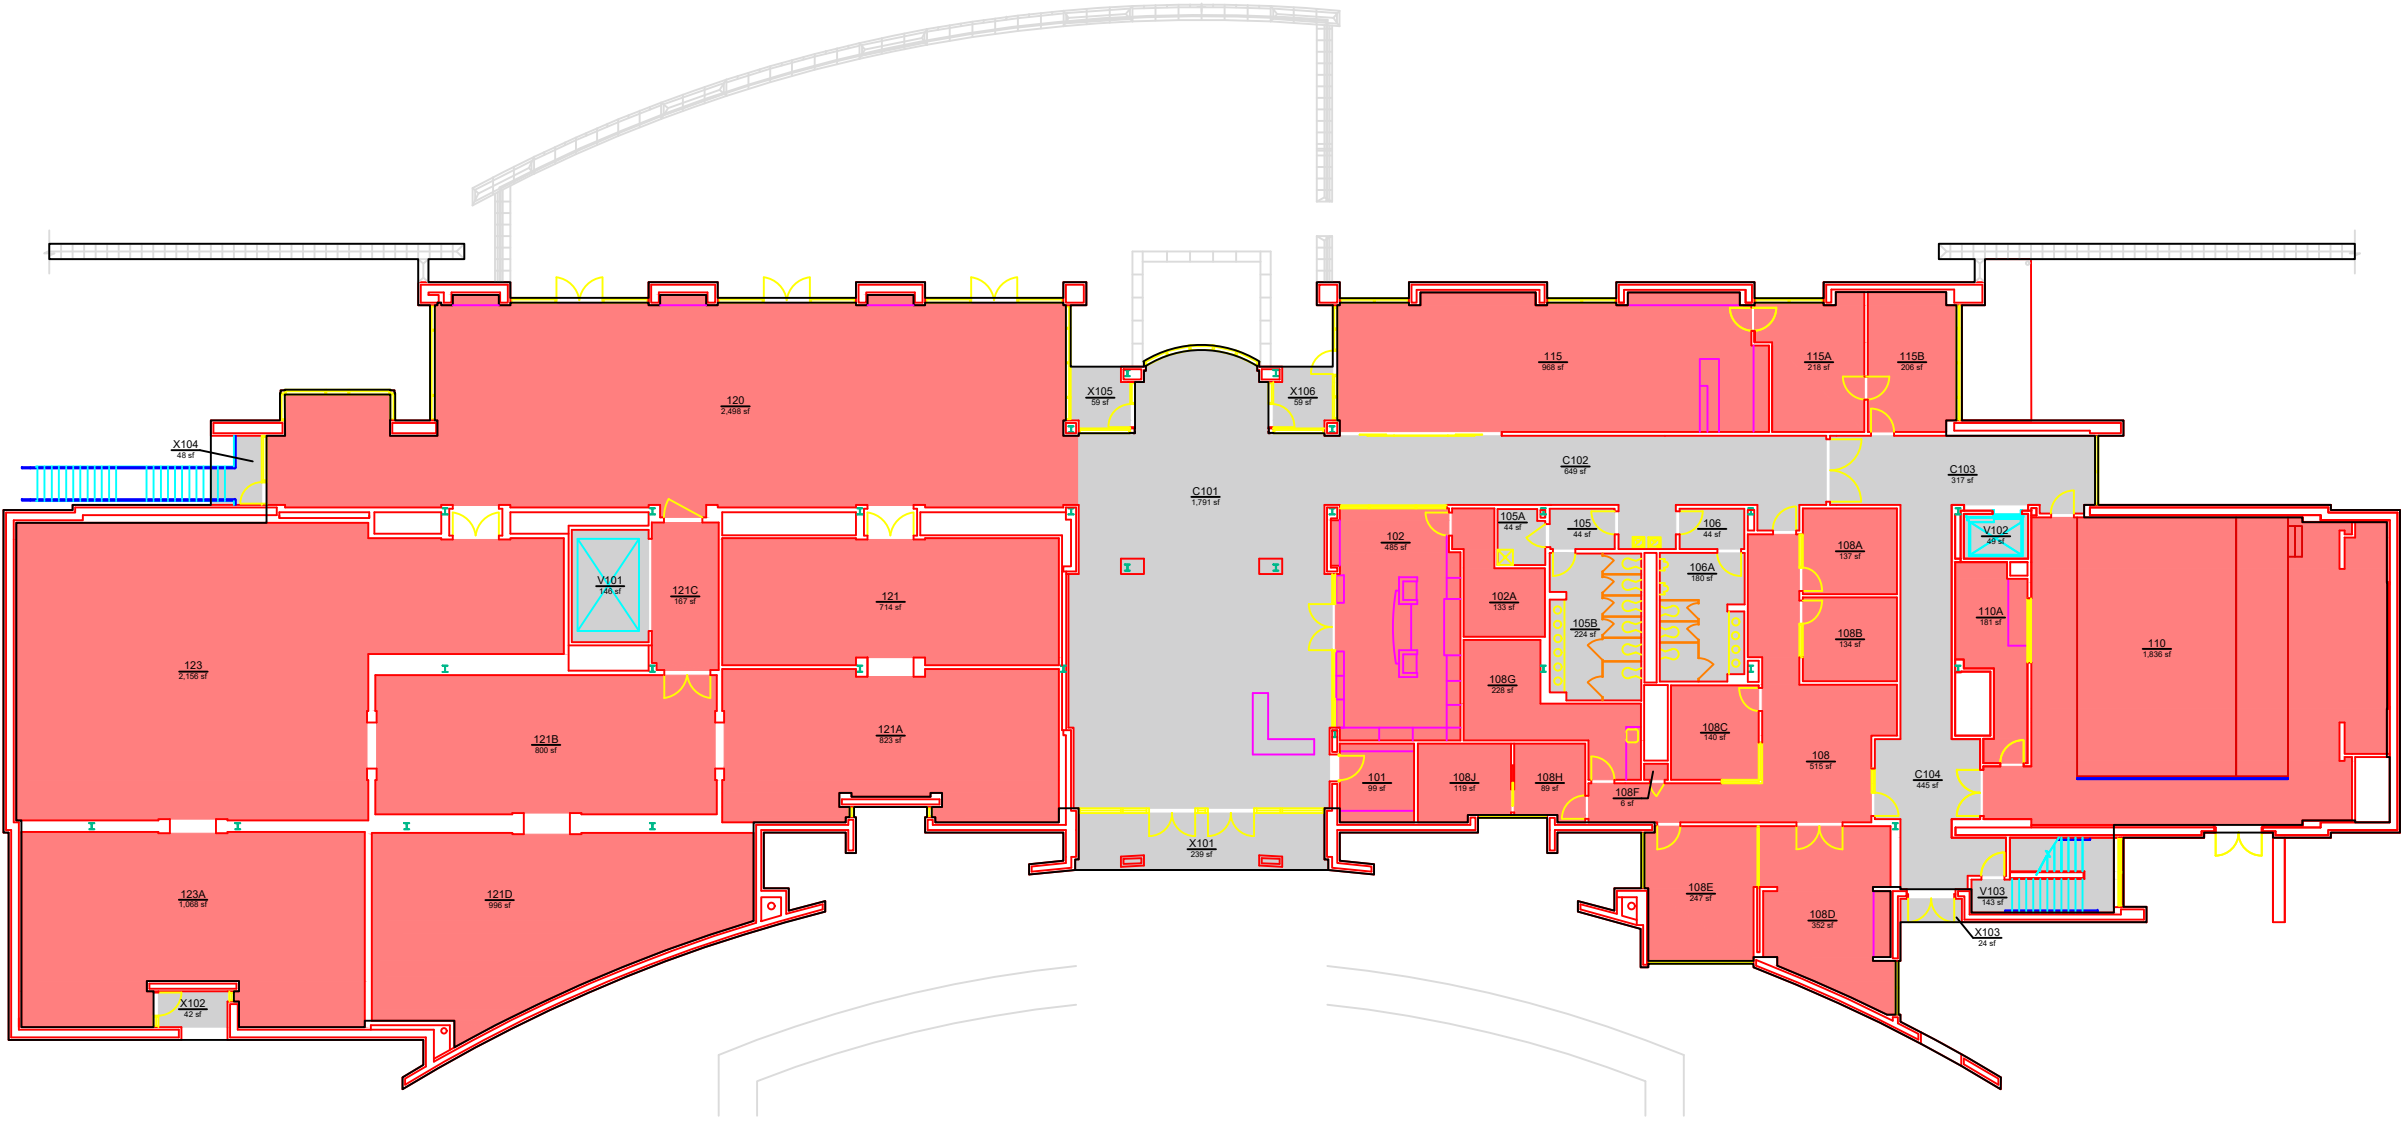 115
968 sf
115A
218 sf
115B
206 sf
X105
59 sf
X106
59 sf
120
2,498 sf
X104
48 sf
C102
649 sf
C103
317 sf
C101
1,791 sf
105A
44 sf
105
44 sf
106
44 sf
V102
49 sf
102
485 sf
108A
137 sf
106A
180 sf
V101
146 sf
121C
167 sf
121
714 sf
102A
133 sf
110A
181 sf
105B
224 sf
108B
134 sf
110
1,836 sf
123
2,156 sf
108G
228 sf
121B
800 sf
121A
823 sf
108C
140 sf
108
515 sf
101
99 sf
108J
119 sf
108H
89 sf
C104
445 sf
108F
6 sf
X101
239 sf
123A
1,068 sf
121D
996 sf
108E
247 sf
V103
143 sf
108D
352 sf
X103
24 sf
X102
42 sf